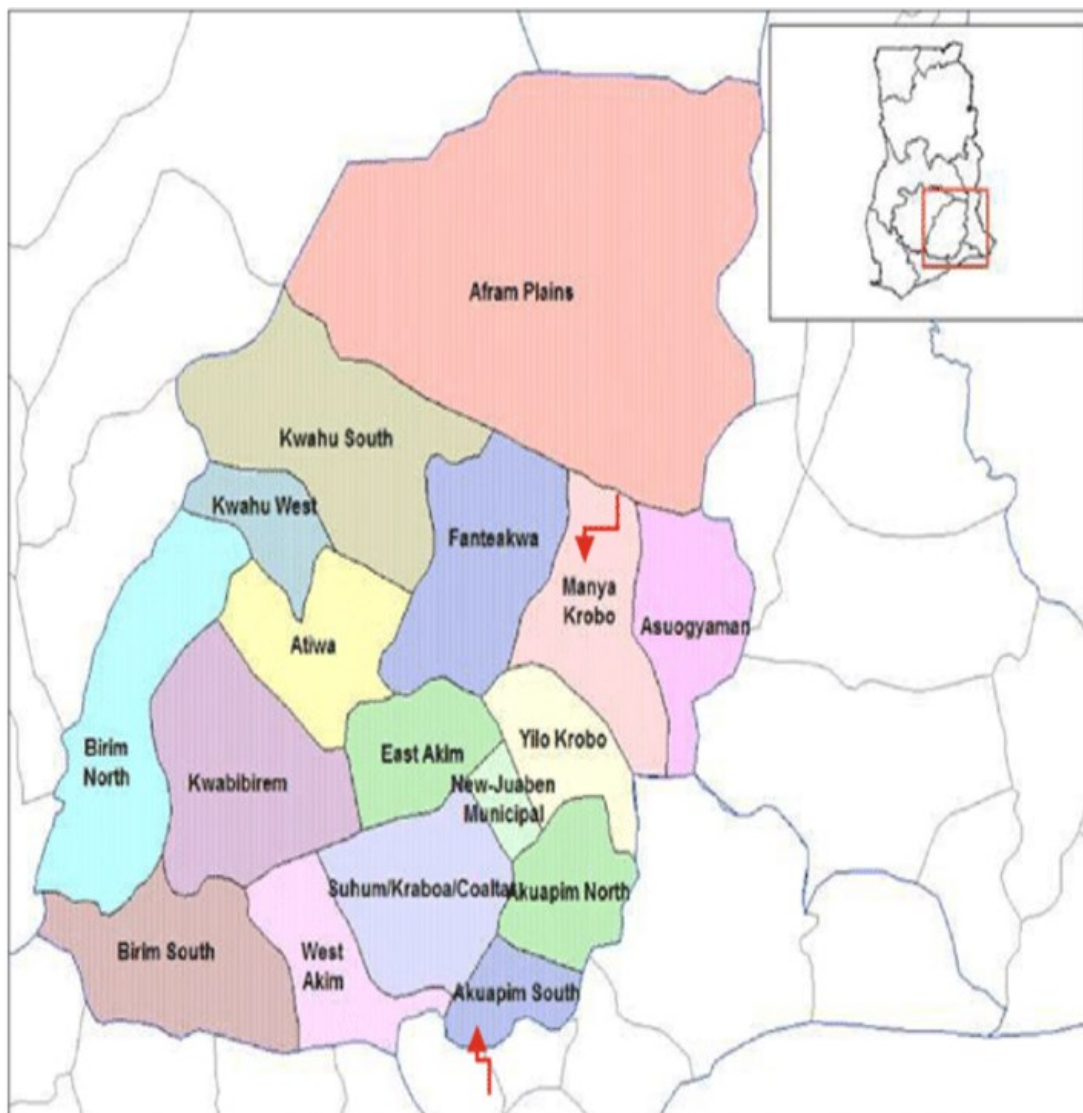 Afram Plains
Kwahu South
Kwahu West
Fanteakwa
Manya
Krobo
Asuogyaman
Atiwa
Birim
North
Kwabibirem
East Akim
Yilo Krobo
New-Juaben
Municipal
Suhum/Kraboa/Coaltar
Akuapim North
Birim South
West
Akim
Akuapim South